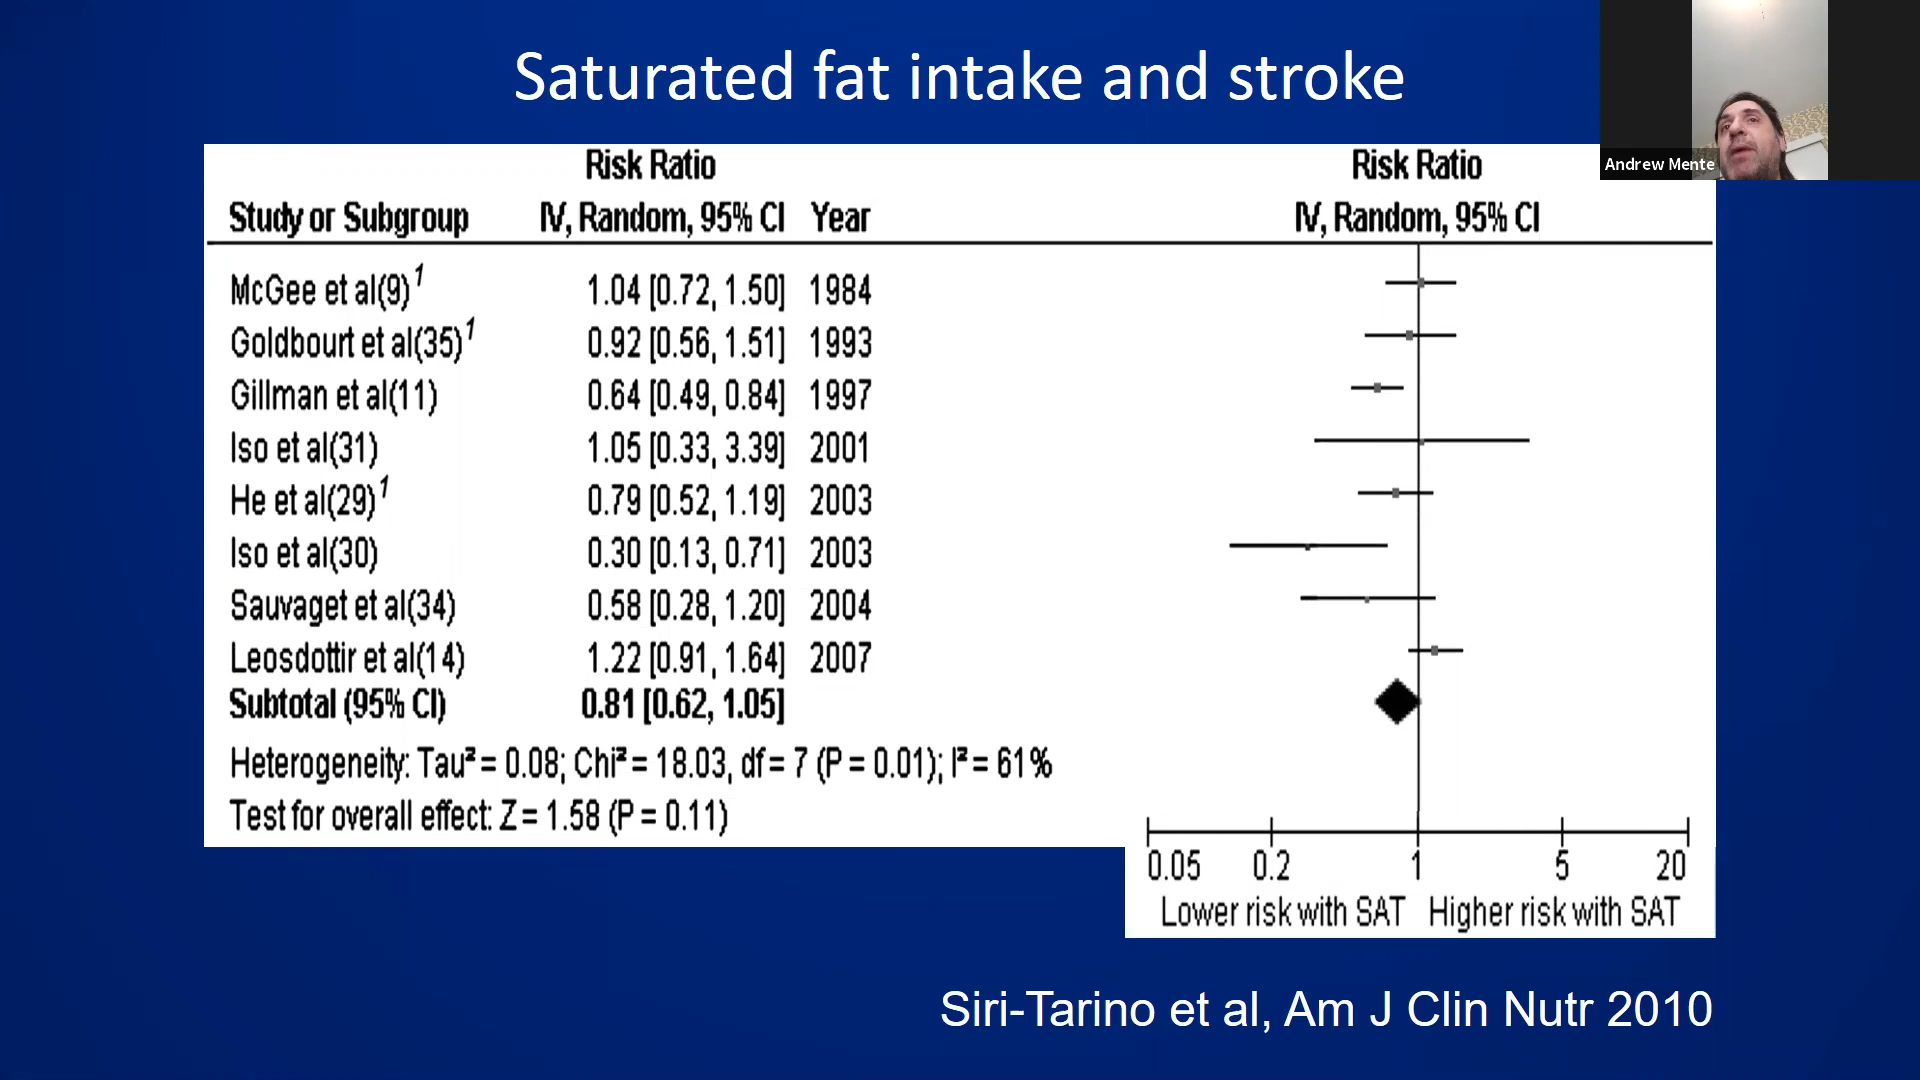 Saturated fat intake and stroke
Andrew Mente
Risk Ratio Risk Ratio
Study or Subgroup IV, Random, 95% CI Year IV, Random, 95% CI
McGee et al(9)¹ 1.04 [0.72, 1.50] 1984
Goldbourt et al(35)¹ 0.92 [0.56, 1.51] 1993
Gillman et al(11) 0.64 [0.49, 0.84] 1997
Iso et al(31) 1.05 [0.33, 3.39] 2001
He et al(29)¹ 0.79 [0.52, 1.19] 2003
Iso et al(30) 0.30 [0.13, 0.71] 2003
Sauvaget et al(34) 0.58 [0.28, 1.20] 2004
Leosdottir et al(14) 1.22 [0.91, 1.64] 2007
Subtotal (95% CI) 0.81 [0.62, 1.05]
Heterogeneity: Tau² = 0.08; Chi² = 18.03, df = 7 (P = 0.01); I² = 61%
Test for overall effect: Z = 1.58 (P = 0.11)
0.05 0.2 1 5 20
Lower risk with SAT Higher risk with SAT
Siri-Tarino et al, Am J Clin Nutr 2010